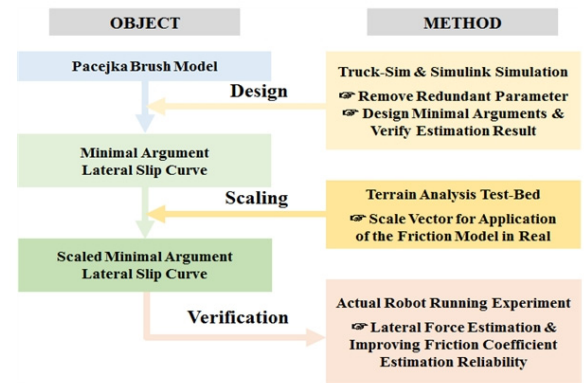 OBJECT
METHOD
Pacejka Brush Model
Design
Truck-Sim & Simulink Simulation
☞ Remove Redundant Parameter
☞ Design Minimal Arguments &
Verify Estimation Result
Minimal Argument
Lateral Slip Curve
Scaling
Terrain Analysis Test-Bed
☞ Scale Vector for Application
of the Friction Model in Real
Scaled Minimal Argument
Lateral Slip Curve
Verification
Actual Robot Running Experiment
☞ Lateral Force Estimation &
Improving Friction Coefficient
Estimation Reliability